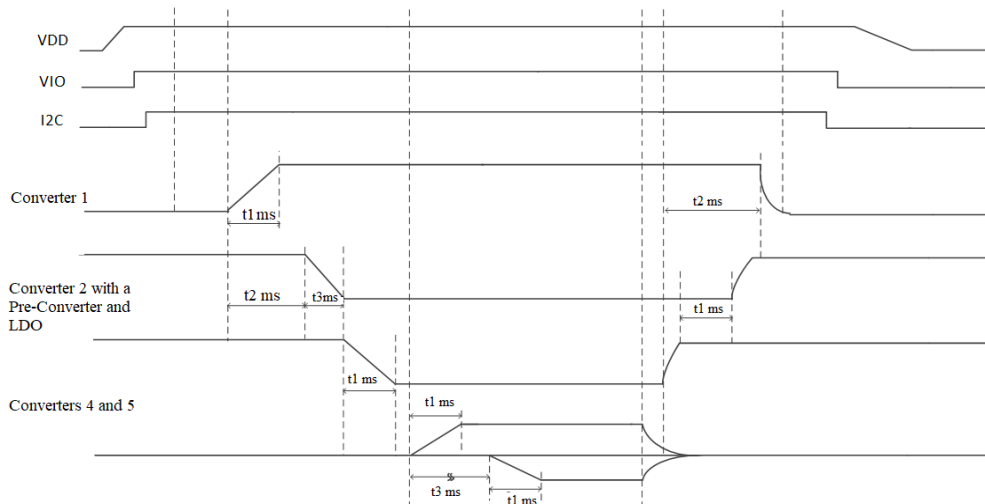 VDD
VIO
I2C
Converter 1
t1 ms
t2 ms
Converter 2 with a
Pre-Converter and
LDO
t2 ms
t3ms
t1 ms
t1 ms
Converters 4 and 5
t1 ms
t3 ms
t1 ms